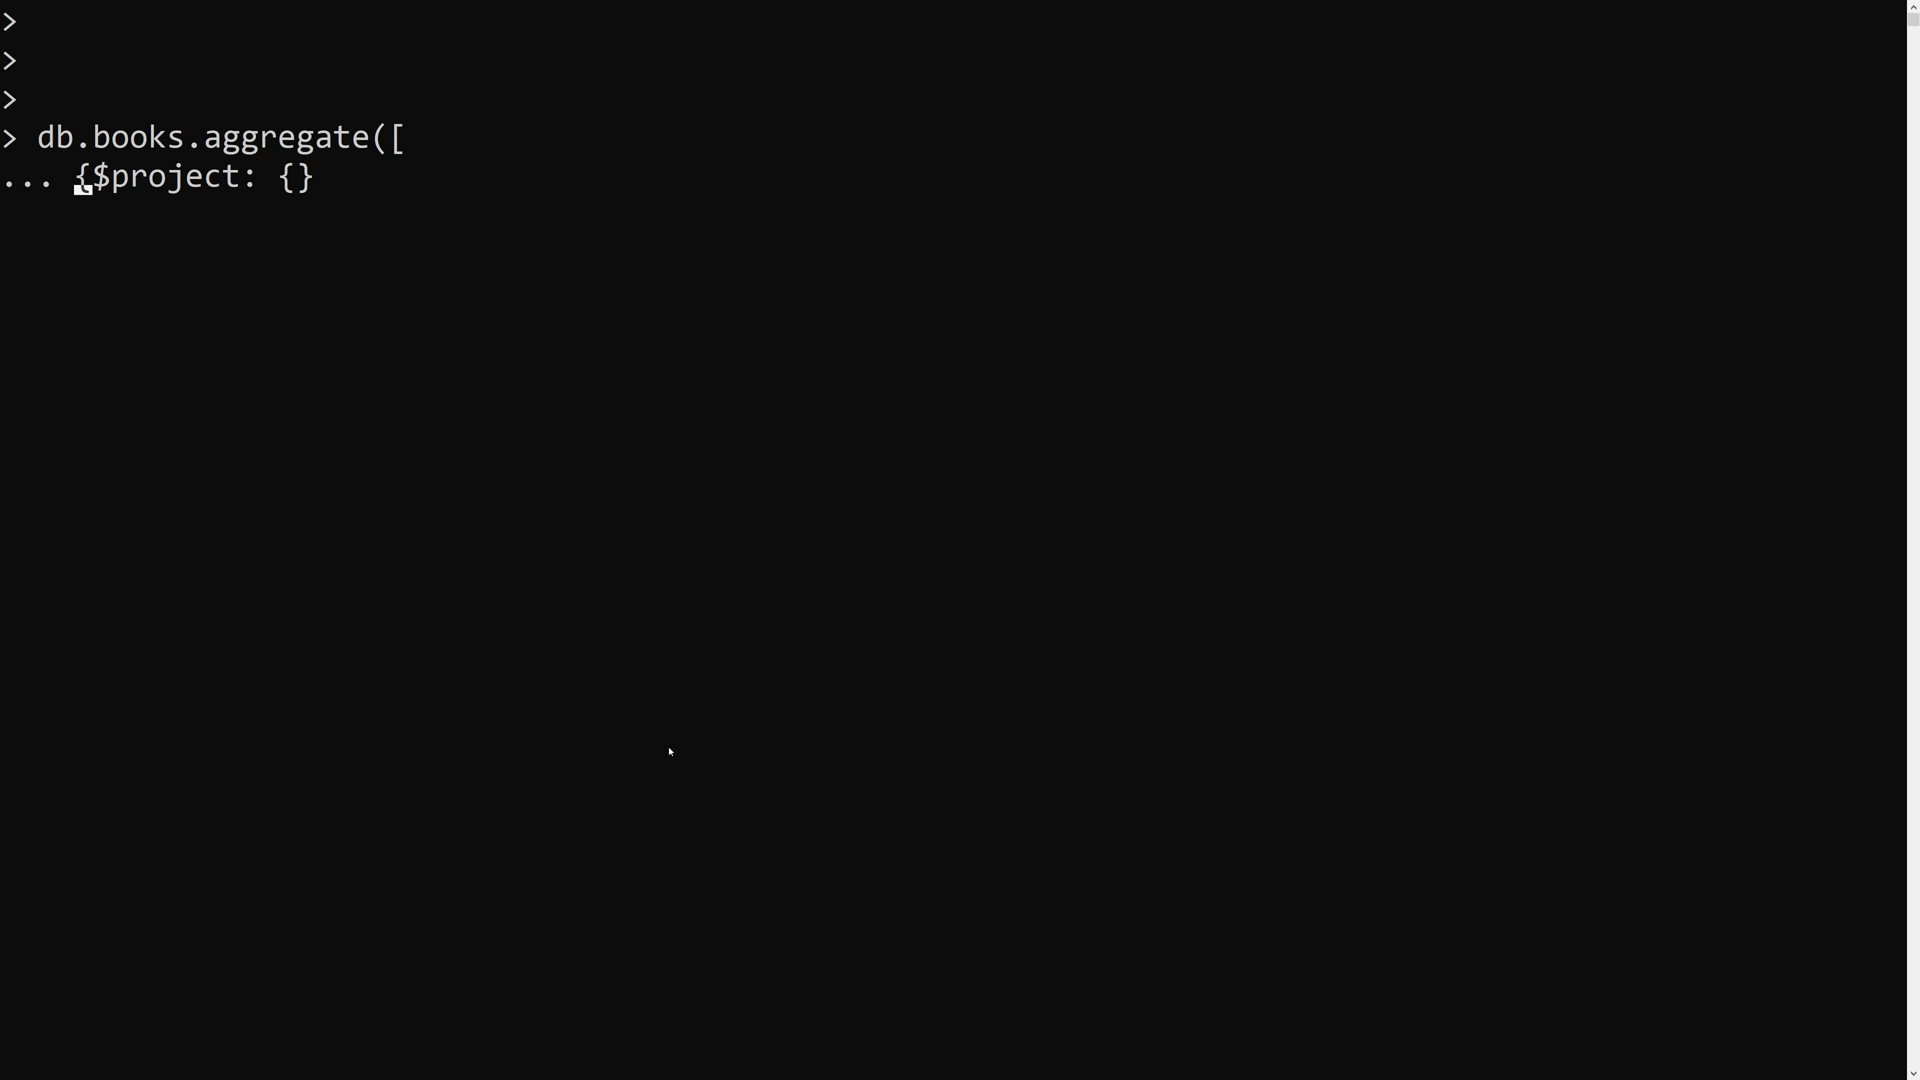 >
>
>
> db.books.aggregate([
... {$project: {}